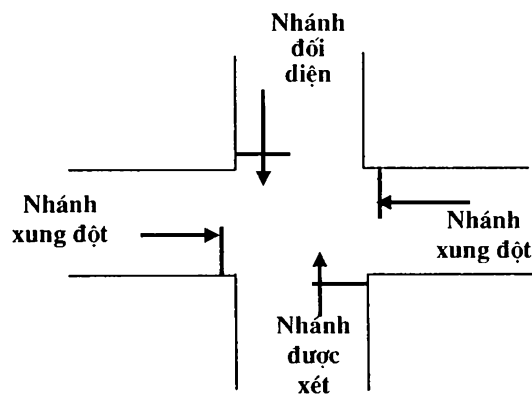 Nhánh
đối
diện
Nhánh
xung đột
Nhánh
xung đột
Nhánh
được
xét